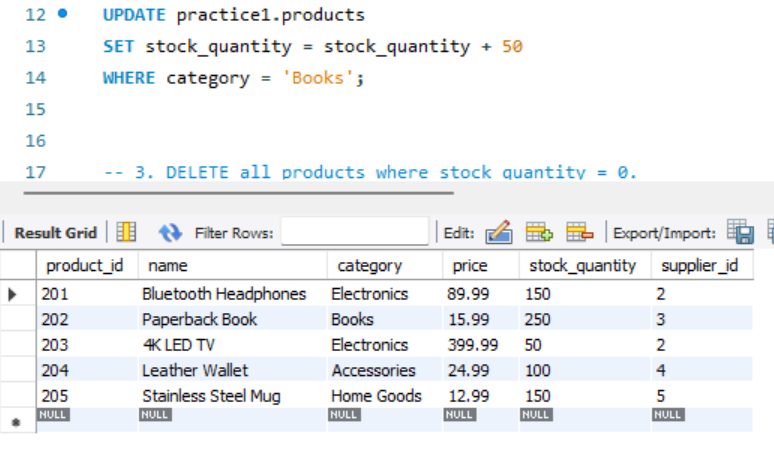 12 UPDATE practice1.products
13 SET stock_quantity = stock_quantity + 50
14 WHERE category = 'Books';
15
16
17 -- 3. DELETE all products where stock quantity = 0.
Result Grid Filter Rows: Edit: Export/Import:
product_id name category price stock_quantity supplier_id
201 Bluetooth Headphones Electronics 89.99 150 2
202 Paperback Book Books 15.99 250 3
203 4K LED TV Electronics 399.99 50 2
204 Leather Wallet Accessories 24.99 100 4
205 Stainless Steel Mug Home Goods 12.99 150 5
NULL NULL NULL NULL NULL NULL